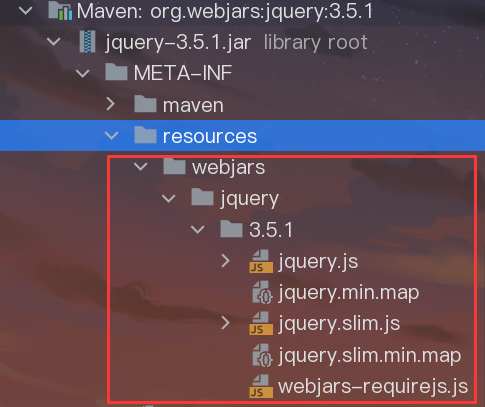 Maven: org.webjars:jquery:3.5.1
jquery-3.5.1.jar library root
META-INF
maven
resources
webjars
jquery
3.5.1
JS jquery.js
jquery.min.map
JS jquery.slim.js
jquery.slim.min.map
JS webjars-requirejs.js